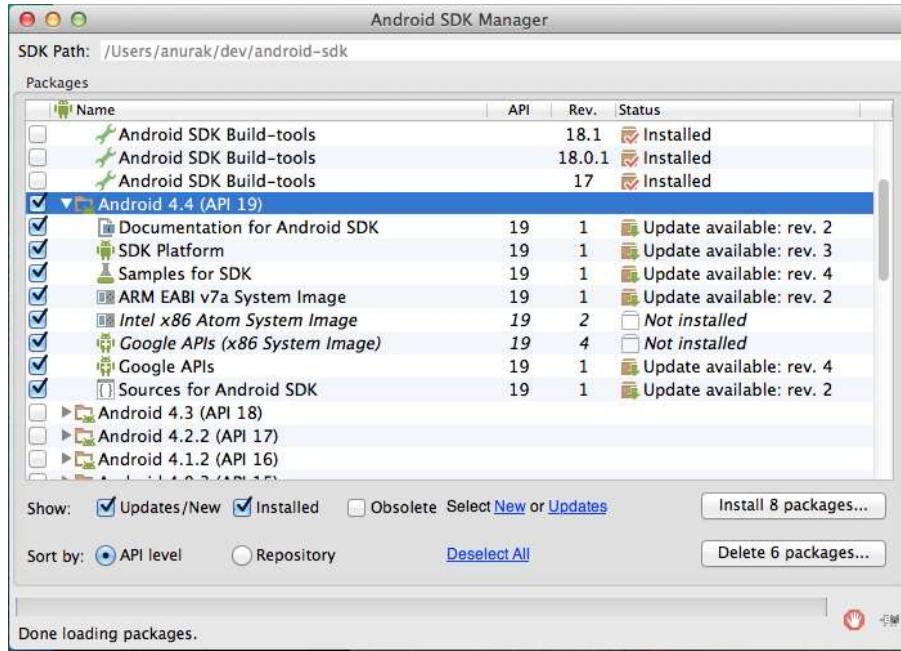 Android SDK Manager
SDK Path: /Users/anurak/dev/android-sdk
Packages
Name API Rev. Status
Android SDK Build-tools 18.1 Installed
Android SDK Build-tools 18.0.1 Installed
Android SDK Build-tools 17 Installed
Android 4.4 (API 19)
Documentation for Android SDK 19 1 Update available: rev. 2
SDK Platform 19 1 Update available: rev. 3
Samples for SDK 19 1 Update available: rev. 4
ARM EABI v7a System Image 19 1 Update available: rev. 2
Intel x86 Atom System Image 19 2 Not installed
Google APIs (x86 System Image) 19 4 Not installed
Google APIs 19 1 Update available: rev. 4
Sources for Android SDK 19 1 Update available: rev. 2
Android 4.3 (API 18)
Android 4.2.2 (API 17)
Android 4.1.2 (API 16)
Show: Updates/New Installed Obsolete Select New or Updates Install 8 packages...
Sort by: API level Repository Deselect All Delete 6 packages...
Done loading packages.